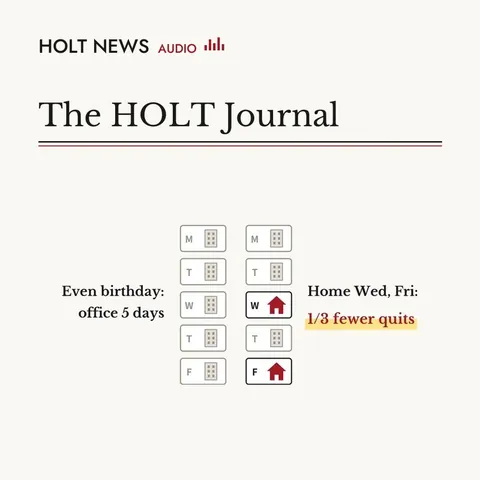 HOLT NEWS AUDIO
The HOLT Journal
Even birthday:
office 5 days
M
T
W
T
F
M
T
W
T
F
Home Wed, Fri:
1/3 fewer quits